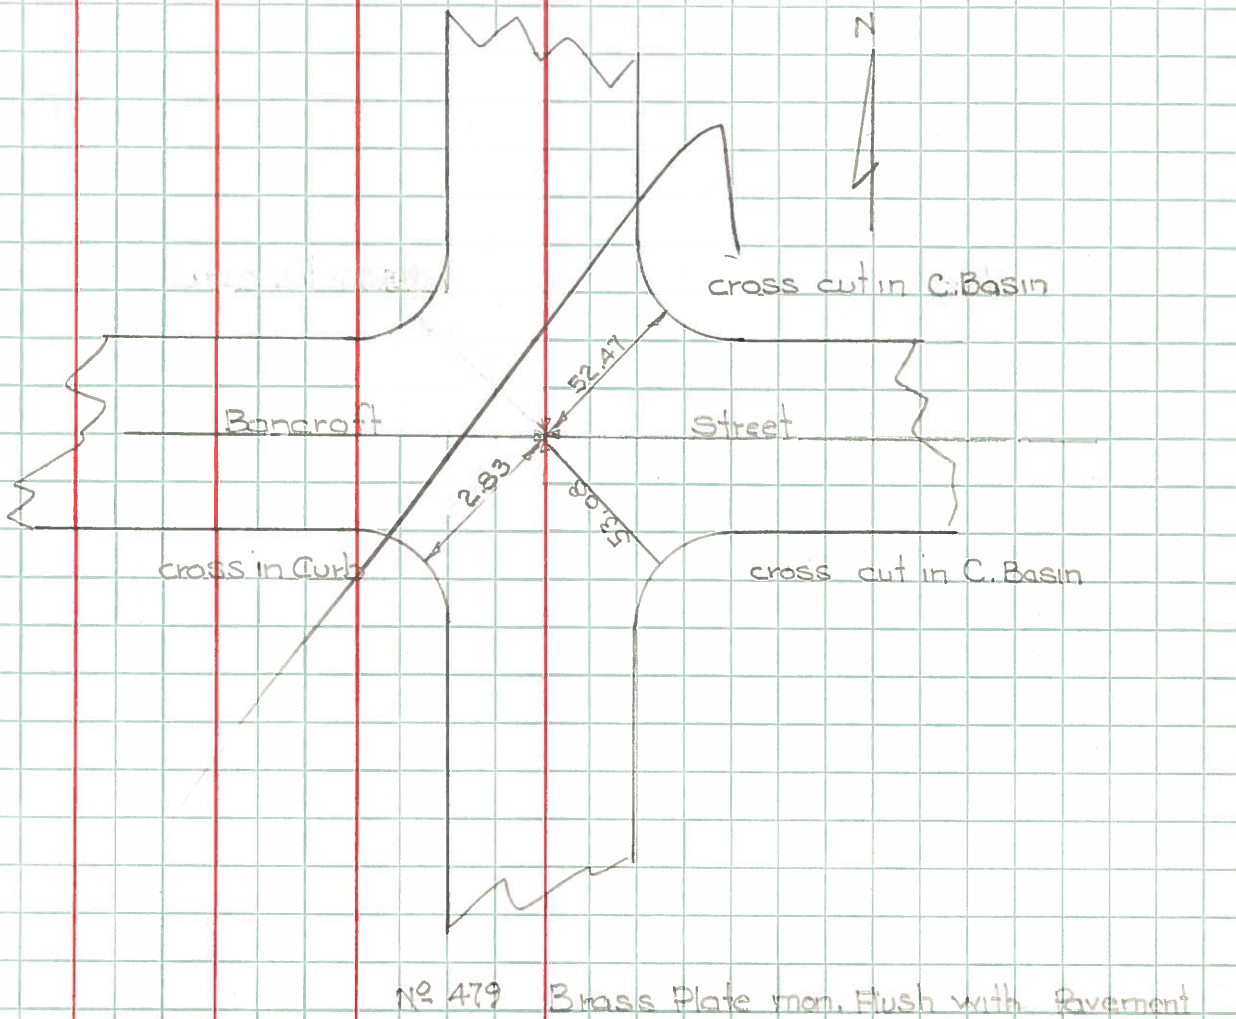 N
cross cut in C.Basin
52.47
Bancroft Street
2.83
53.08
cross in Curb
cross cut in C. Basin
Nº 479 Brass Plate mon. Flush with Pavement